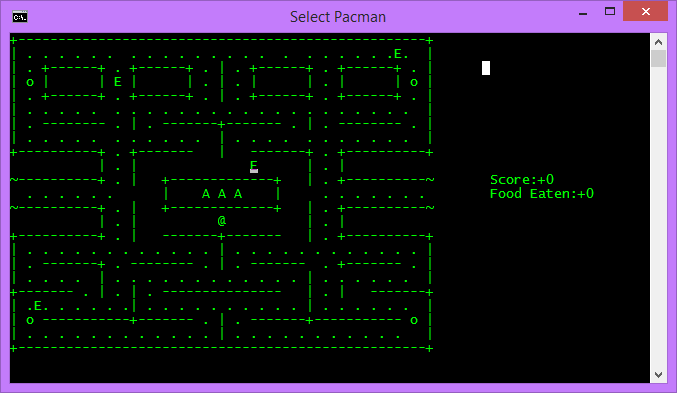 Select Pacman
C:\.
E
o E o
E
A A A
Score:+0
Food Eaten:+0
@
E
o o